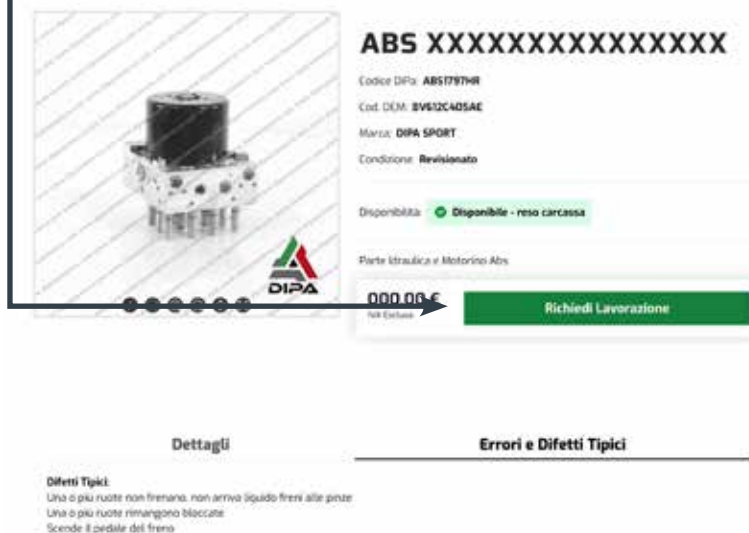 ABS XXXXXXXXXXXXXXX
Codice DiPa: ABS1797HR
Cod. OEM: BV612C405AE
Marca: DIPA SPORT
Condizione: Revisionato
Disponibilità: Disponibile - reso carcassa
Parte Idraulica e Motorino Abs
DIPA
000,00 €
IVA Esclusa
Richiedi Lavorazione
Dettagli
Errori e Difetti Tipici
Difetti Tipici:
Una o più ruote non frenano, non arriva liquido freni alle pinze
Una o più ruote rimangono bloccate
Scende il pedale del freno